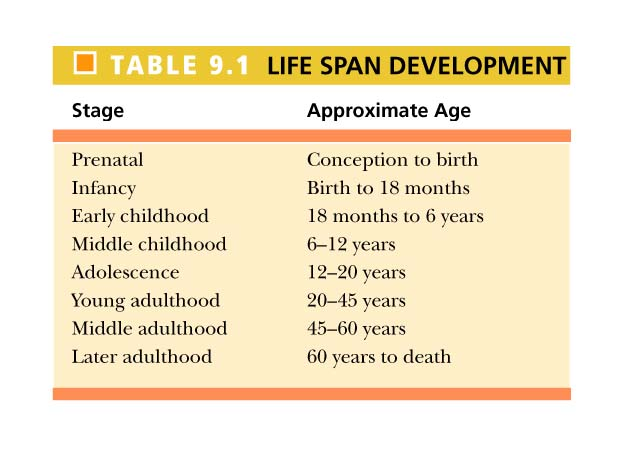 TABLE 9.1 LIFE SPAN DEVELOPMENT
Stage Approximate Age
Prenatal Conception to birth
Infancy Birth to 18 months
Early childhood 18 months to 6 years
Middle childhood 6–12 years
Adolescence 12–20 years
Young adulthood 20–45 years
Middle adulthood 45–60 years
Later adulthood 60 years to death